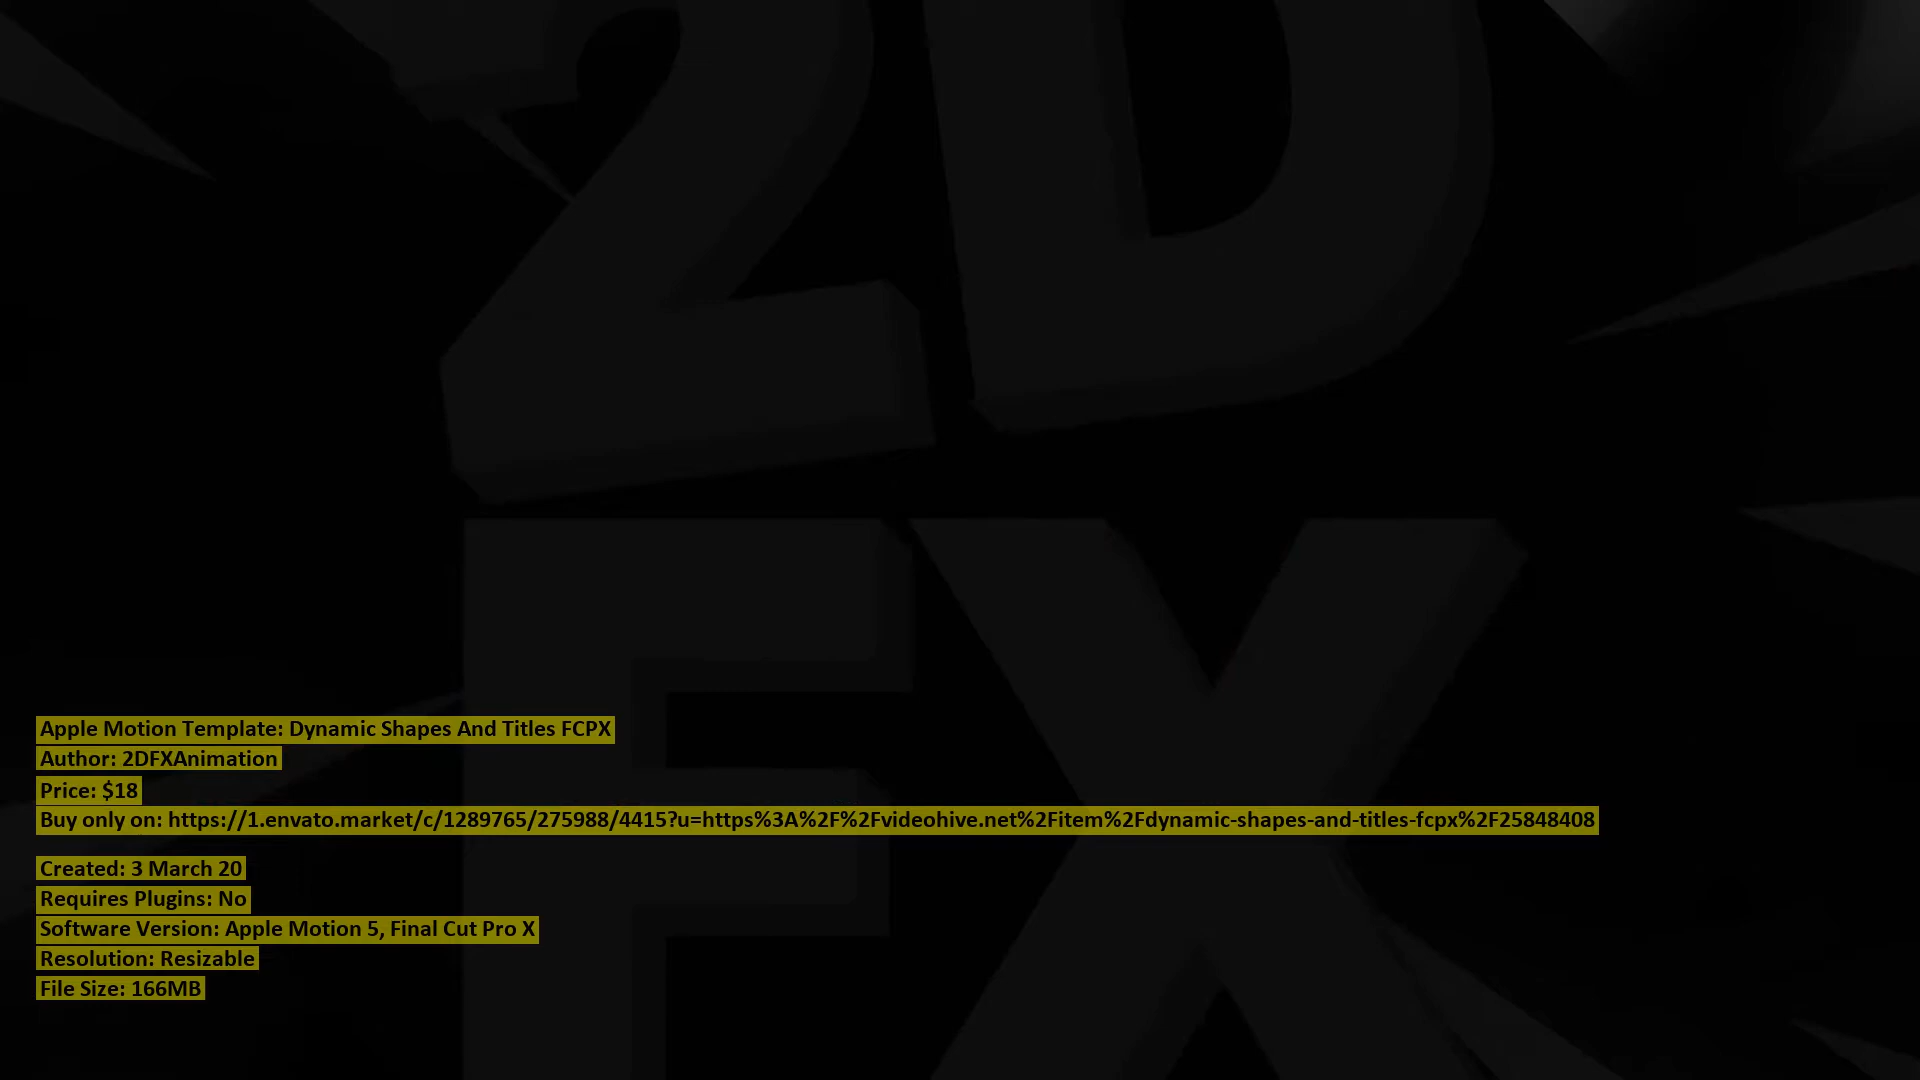 2D
FX
Apple Motion Template: Dynamic Shapes And Titles FCPX
Author: 2DFXAnimation
Price: $18
Buy only on: https://1.envato.market/c/1289765/275988/4415?u=https%3A%2F%2Fvideohive.net%2Fitem%2Fdynamic-shapes-and-titles-fcpx%2F25848408
Created: 3 March 20
Requires Plugins: No
Software Version: Apple Motion 5, Final Cut Pro X
Resolution: Resizable
File Size: 166MB